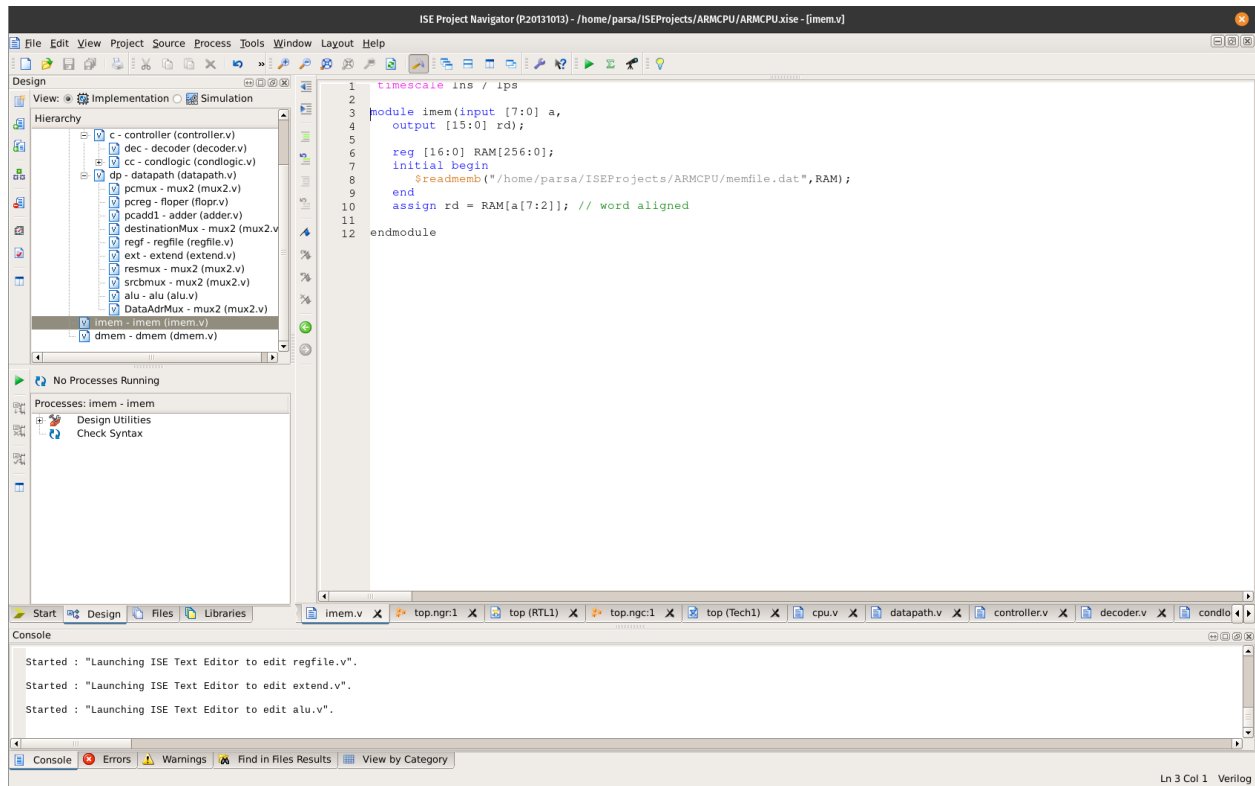 ISE Project Navigator (P.20131013) - /home/parsa/ISEProjects/ARMCPU/ARMCPU.xise - [imem.v]
File Edit View Project Source Process Tools Window Layout Help
Design
View: Implementation Simulation
Hierarchy
c - controller (controller.v)
dec - decoder (decoder.v)
cc - condlogic (condlogic.v)
dp - datapath (datapath.v)
pcmux - mux2 (mux2.v)
pcreg - floper (flopr.v)
pcadd1 - adder (adder.v)
destinationMux - mux2 (mux2.v
regf - regfile (regfile.v)
ext - extend (extend.v)
resmux - mux2 (mux2.v)
srcbmux - mux2 (mux2.v)
alu - alu (alu.v)
DataAdrMux - mux2 (mux2.v)
imem - imem (imem.v)
dmem - dmem (dmem.v)
No Processes Running
Processes: imem - imem
Design Utilities
Check Syntax
Start Design Files Libraries
1 timescale 1ns / 1ps
2
3 module imem(input [7:0] a,
4 output [15:0] rd);
5
6 reg [16:0] RAM[256:0];
7 initial begin
8 $readmemb("/home/parsa/ISEProjects/ARMCPU/memfile.dat",RAM);
9 end
10 assign rd = RAM[a[7:2]]; // word aligned
11
12 endmodule
imem.v top.ngr:1 top (RTL1) top.ngc:1 top (Tech1) cpu.v datapath.v controller.v decoder.v condlo
Console
Started : "Launching ISE Text Editor to edit regfile.v".
Started : "Launching ISE Text Editor to edit extend.v".
Started : "Launching ISE Text Editor to edit alu.v".
Console Errors Warnings Find in Files Results View by Category
Ln 3 Col 1 Verilog